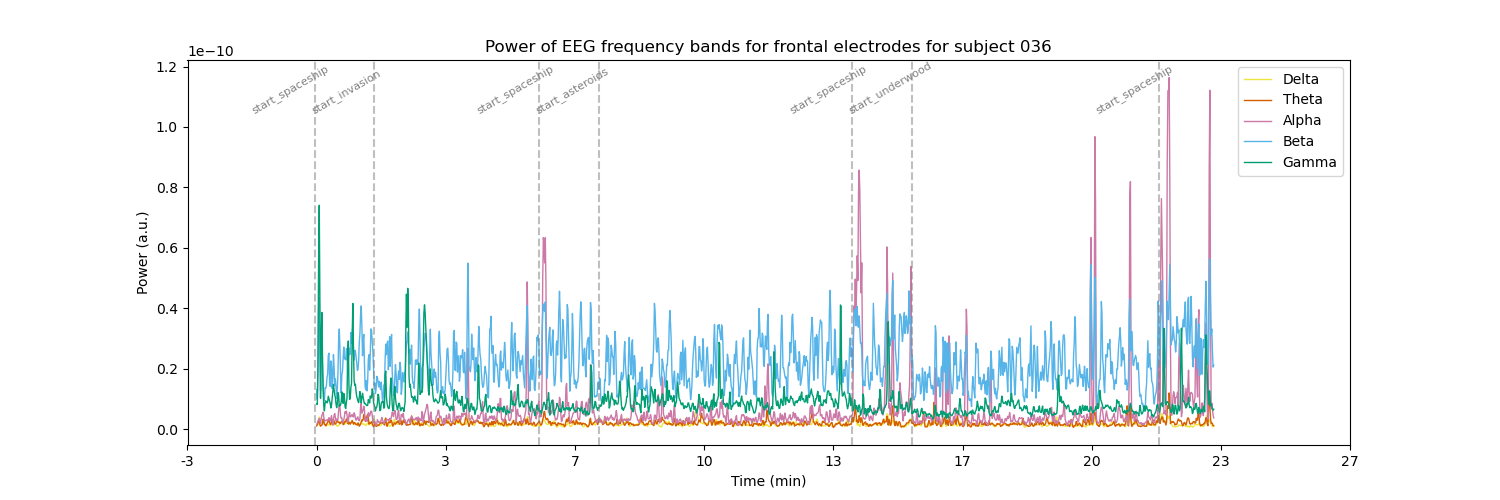 Power of EEG frequency bands for frontal electrodes for subject 036
1e−10
1.2
1.0
0.8
0.6
0.4
0.2
0.0
Power (a.u.)
start_spaceship
start_invasion
start_spaceship
start_asteroids
start_spaceship
start_underwood
start_spaceship
Delta
Theta
Alpha
Beta
Gamma
-3 0 3 7 10 13 17 20 23 27
Time (min)